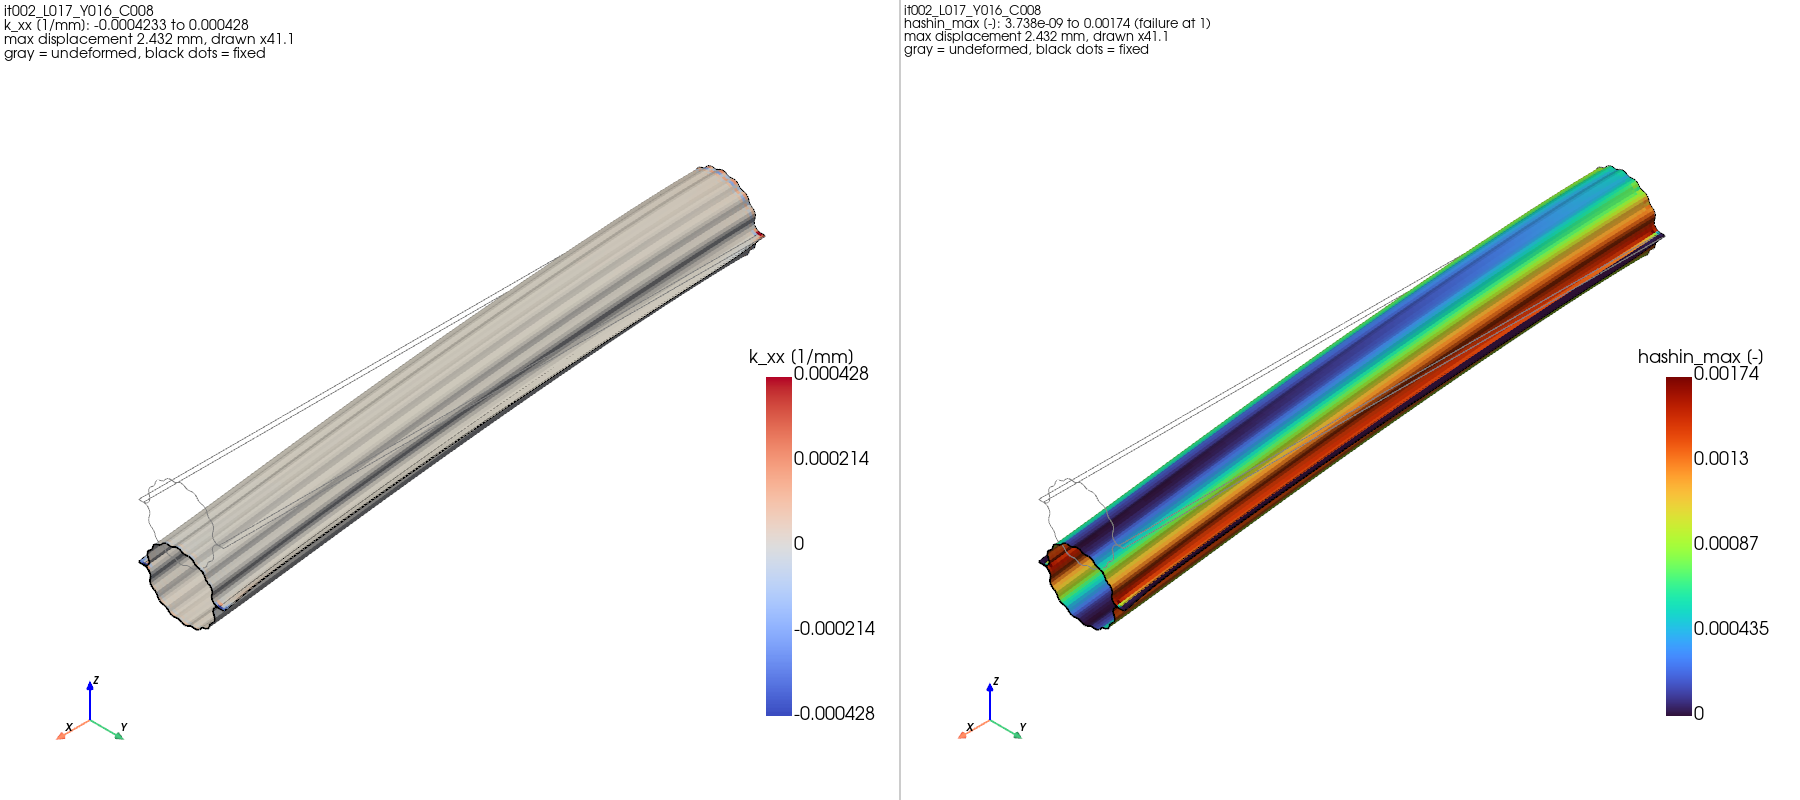 it002_L017_Y016_C008
k_xx [1/mm]: -0.0004233 to 0.000428
max displacement 2.432 mm, drawn x41.1
gray = undeformed, black dots = fixed
k_xx [1/mm]
0.000428
0.000214
0
-0.000214
-0.000428
Z
X
Y
it002_L017_Y016_C008
hashin_max [-]: 3.738e-09 to 0.00174 (failure at 1)
max displacement 2.432 mm, drawn x41.1
gray = undeformed, black dots = fixed
hashin_max [-]
0.00174
0.0013
0.00087
0.000435
0
Z
X
Y